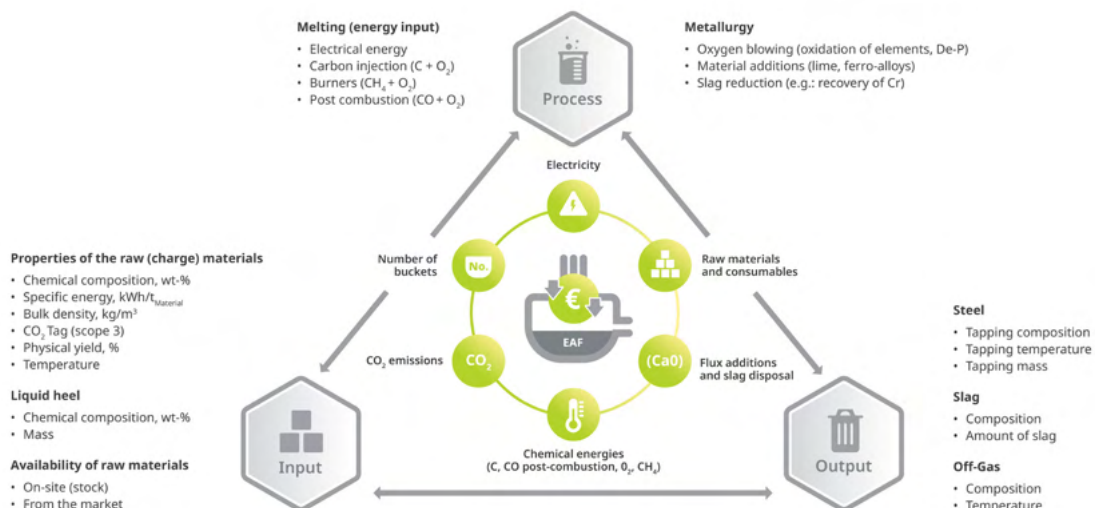 Melting (energy input)
• Electrical energy
• Carbon injection (C + O₂)
• Burners (CH₄ + O₂)
• Post combustion (CO + O₂)
Process
Metallurgy
• Oxygen blowing (oxidation of elements, De-P)
• Material additions (lime, ferro-alloys)
• Slag reduction (e.g.: recovery of Cr)
Electricity
Number of
buckets
No.
Raw materials
and consumables
€
EAF
CO₂ emissions
CO₂
(Ca0)
Flux additions
and slag disposal
Chemical energies
(C, CO post-combustion, 0₂, CH₄)
Properties of the raw (charge) materials
• Chemical composition, wt-%
• Specific energy, kWh/t Material
• Bulk density, kg/m³
• CO₂ Tag (scope 3)
• Physical yield, %
• Temperature
Liquid heel
• Chemical composition, wt-%
• Mass
Availability of raw materials
• On-site (stock)
• From the market
Input
Output
Steel
• Tapping composition
• Tapping temperature
• Tapping mass
Slag
• Composition
• Amount of slag
Off-Gas
• Composition
• Temperature